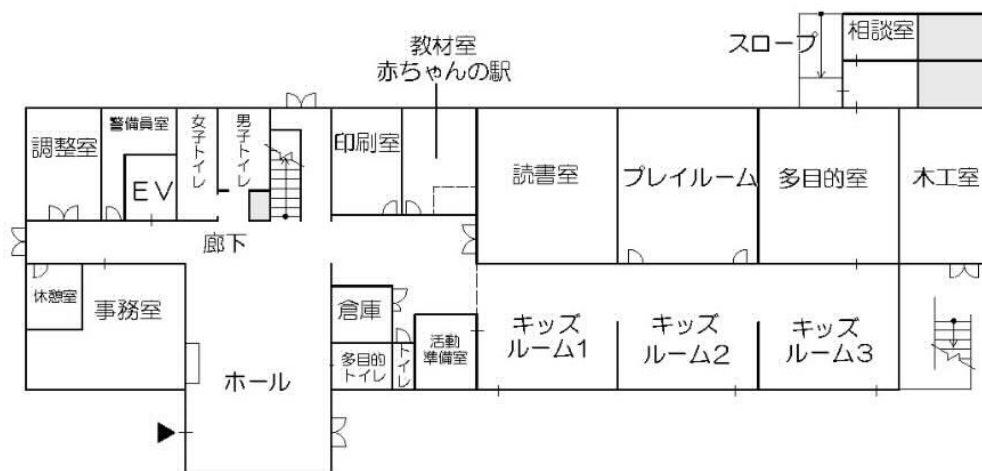 スロープ
相談室
教材室
赤ちゃんの駅
調整室
警備員室
EV
女子トイレ
男子トイレ
印刷室
読書室
プレイルーム
多目的室
木工室
廊下
休憩室
事務室
ホール
倉庫
多目的
トイレ
トイレ
活動
準備室
キッズ
ルーム1
キッズ
ルーム2
キッズ
ルーム3